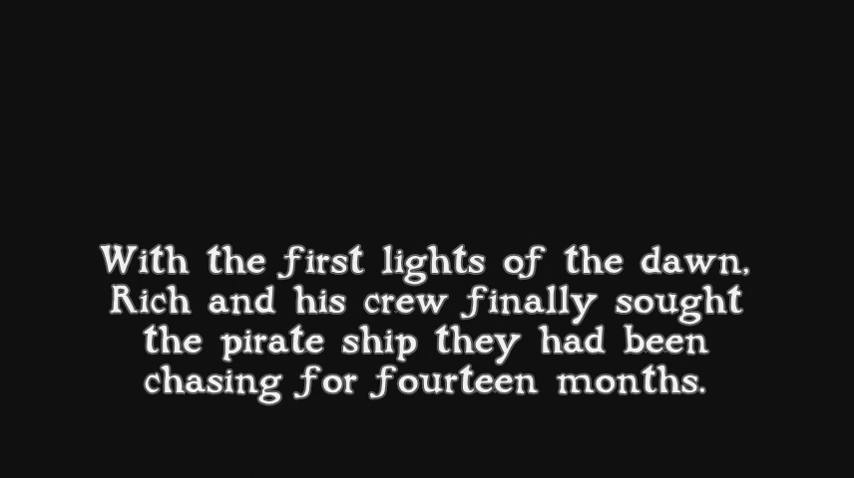 With the first lights of the dawn,
Rich and his crew finally sought
the pirate ship they had been
chasing for fourteen months.